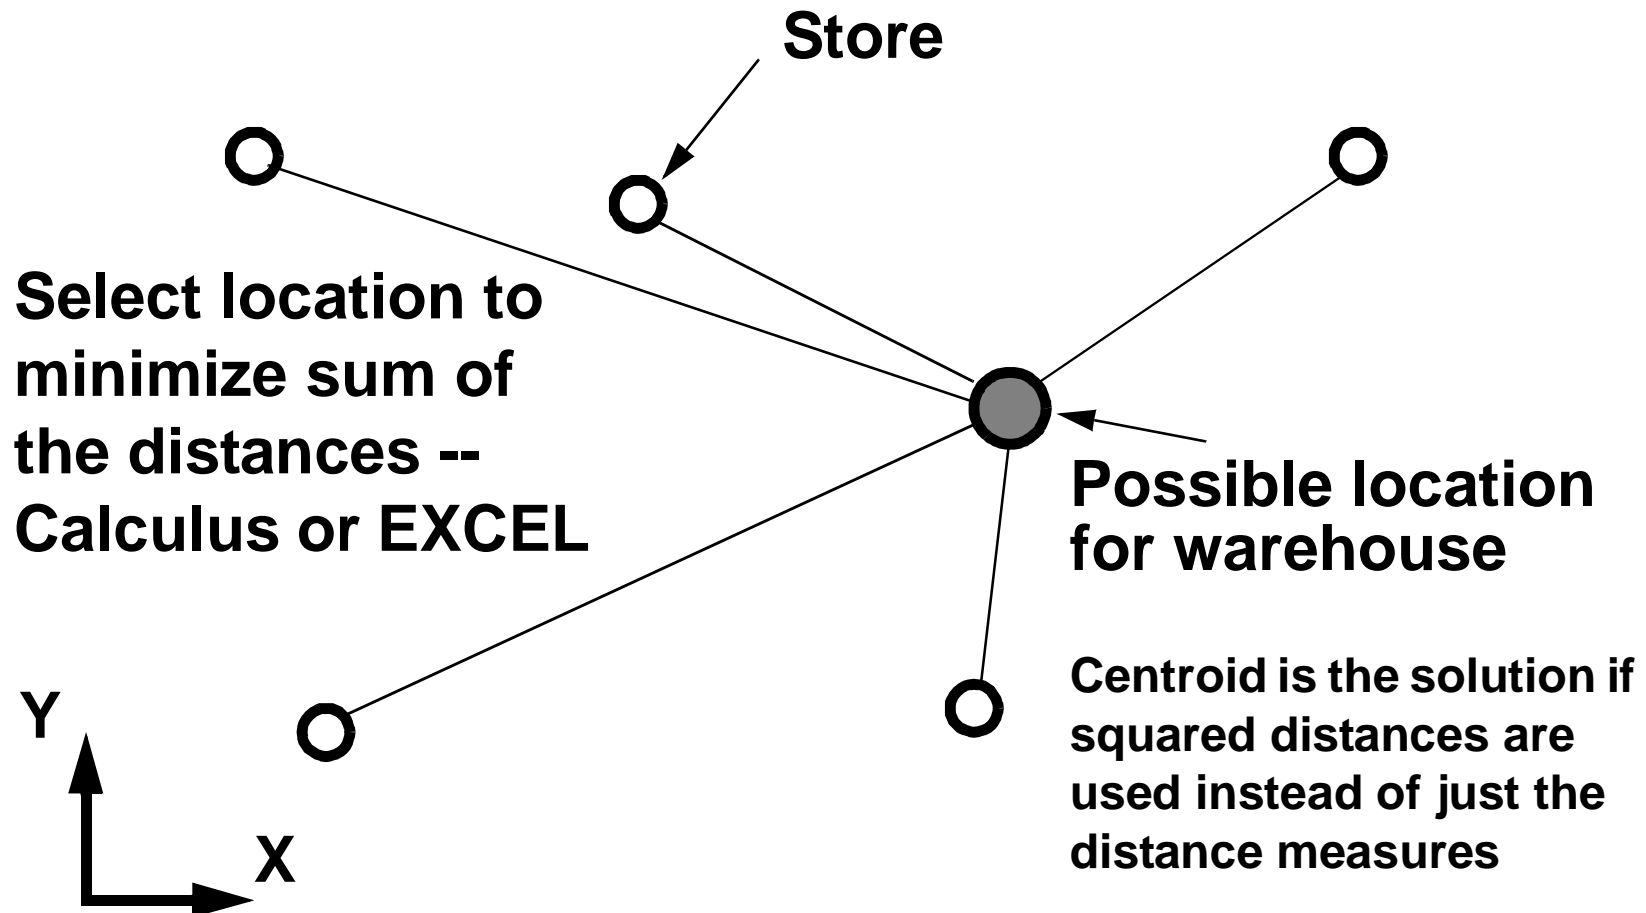 Store
Select location to
minimize sum of
the distances --
Calculus or EXCEL
Possible location
for warehouse
Centroid is the solution if
squared distances are
used instead of just the
distance measures
Y
X